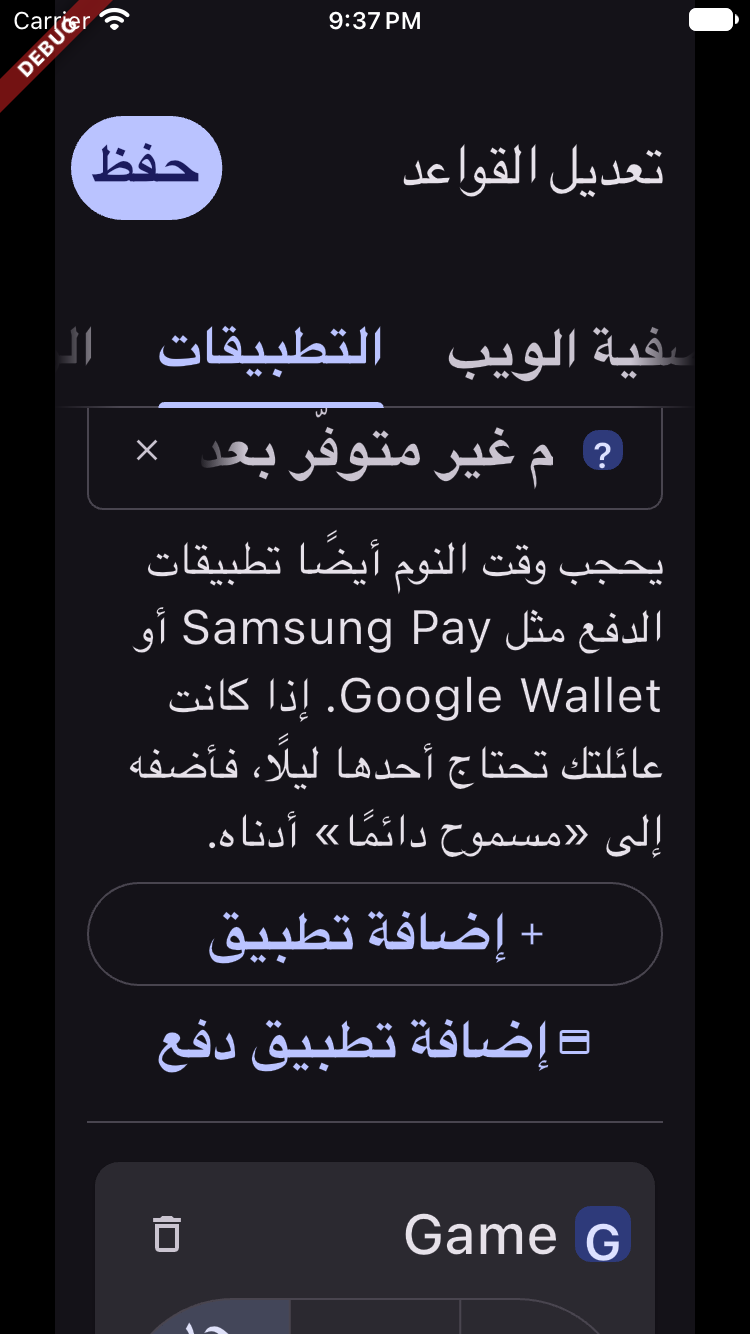 Carrier 9:37 PM
DEBUG
تعديل القواعد
حفظ
التطبيقات
الويب
? م غير متوفّر بعد
يحجب وقت النوم أيضًا تطبيقات
الدفع مثل Samsung Pay أو
Google Wallet. إذا كانت
عائلتك تحتاج أحدها ليلًا، فأضفه
إلى «مسموح دائمًا» أدناه.
+ إضافة تطبيق
إضافة تطبيق دفع
G Game